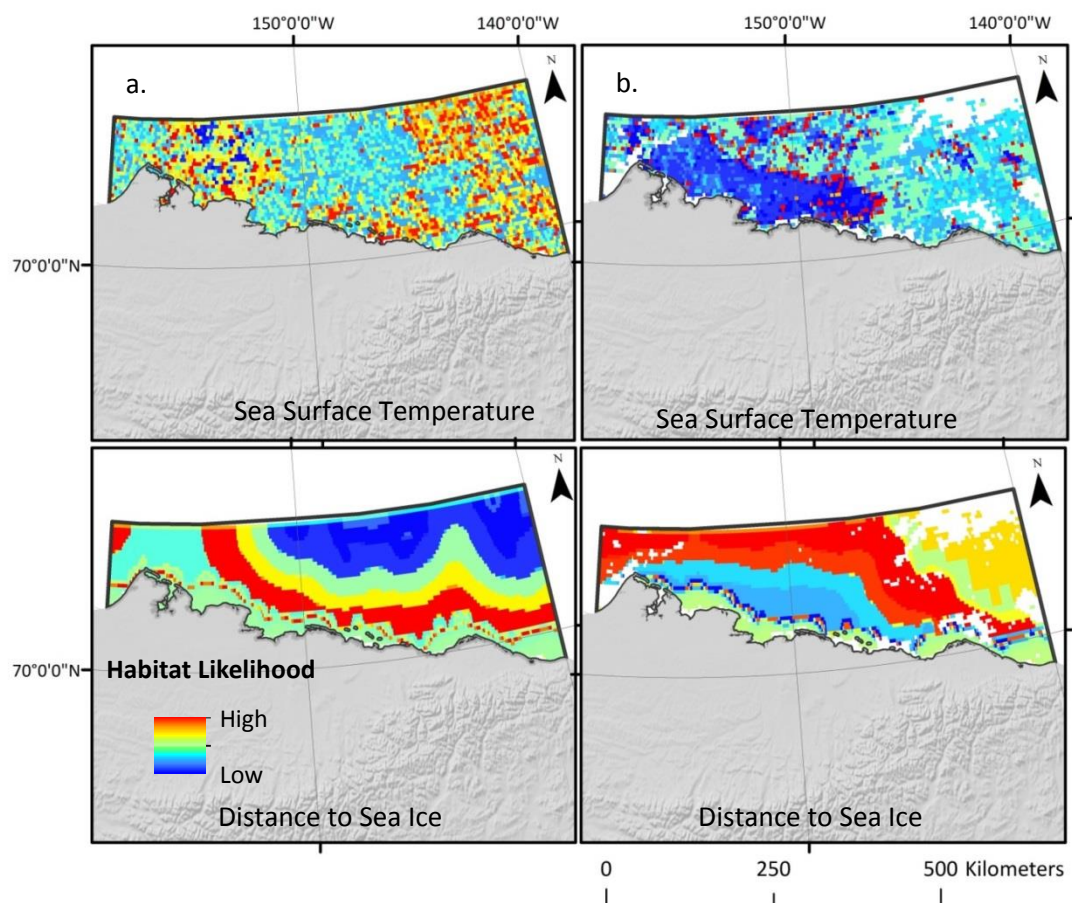 150°0'0"W 140°0'0"W 150°0'0"W 140°0'0"W
a. N b. N
70°0'0"N
Sea Surface Temperature Sea Surface Temperature
N N
70°0'0"N
Habitat Likelihood
High
Low
Distance to Sea Ice Distance to Sea Ice
0 250 500 Kilometers